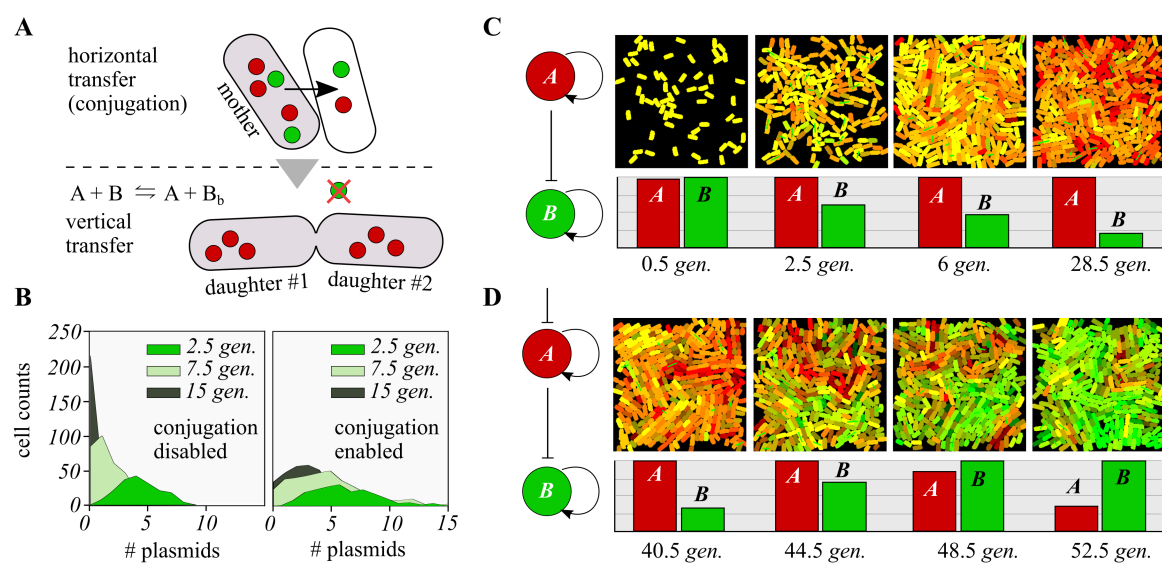 A
horizontal
transfer
(conjugation)
mother
A + B ⇋ A + Bb
vertical
transfer
daughter #1
daughter #2
B
cell counts
250
200
150
100
50
0
2.5 gen.
7.5 gen.
15 gen.
conjugation
disabled
0
5
10
# plasmids
2.5 gen.
7.5 gen.
15 gen.
conjugation
enabled
0
5
10
15
# plasmids
C
A
B
A
B
A
B
A
B
A
B
0.5 gen.
2.5 gen.
6 gen.
28.5 gen.
D
A
B
A
B
A
B
A
B
A
B
40.5 gen.
44.5 gen.
48.5 gen.
52.5 gen.